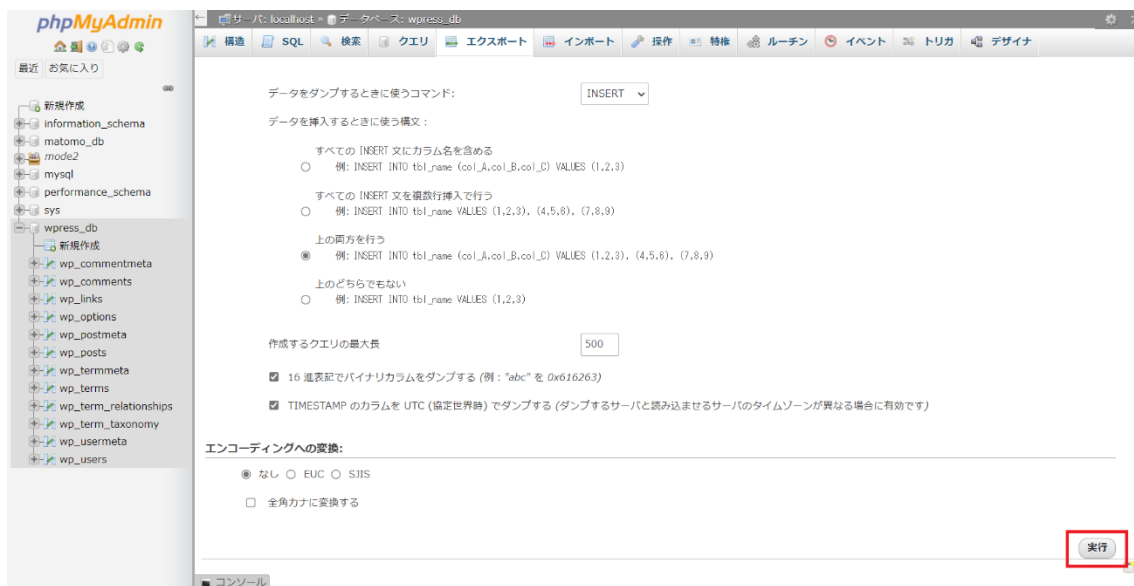 phpMyAdmin
最近 お気に入り
新規作成
information_schema
matomo_db
mode2
mysql
performance_schema
sys
wpress_db
新規作成
wp_commentmeta
wp_comments
wp_links
wp_options
wp_postmeta
wp_posts
wp_termmeta
wp_terms
wp_term_relationships
wp_term_taxonomy
wp_usermeta
wp_users
サーバ: localhost » データベース: wpress_db
構造 SQL 検索 クエリ エクスポート インポート 操作 特権 ルーチン イベント トリガ デザイナ
データをダンプするときに使うコマンド: INSERT
データを挿入するときに使う構文:
すべての INSERT 文にカラム名を含める
例: INSERT INTO tbl_name (col_A,col_B,col_C) VALUES (1,2,3)
すべての INSERT 文を複数行挿入で行う
例: INSERT INTO tbl_name VALUES (1,2,3), (4,5,6), (7,8,9)
上の両方を行う
例: INSERT INTO tbl_name (col_A,col_B,col_C) VALUES (1,2,3), (4,5,6), (7,8,9)
上のどちらでもない
例: INSERT INTO tbl_name VALUES (1,2,3)
作成するクエリの最大長 500
16 進表記でバイナリカラムをダンプする (例 : "abc" を 0x616263)
TIMESTAMP のカラムを UTC (協定世界時) でダンプする (ダンプするサーバと読み込ませるサーバのタイムゾーンが異なる場合に有効です)
エンコーディングへの変換:
なし EUC SJIS
全角カナに変換する
実行
コンソール